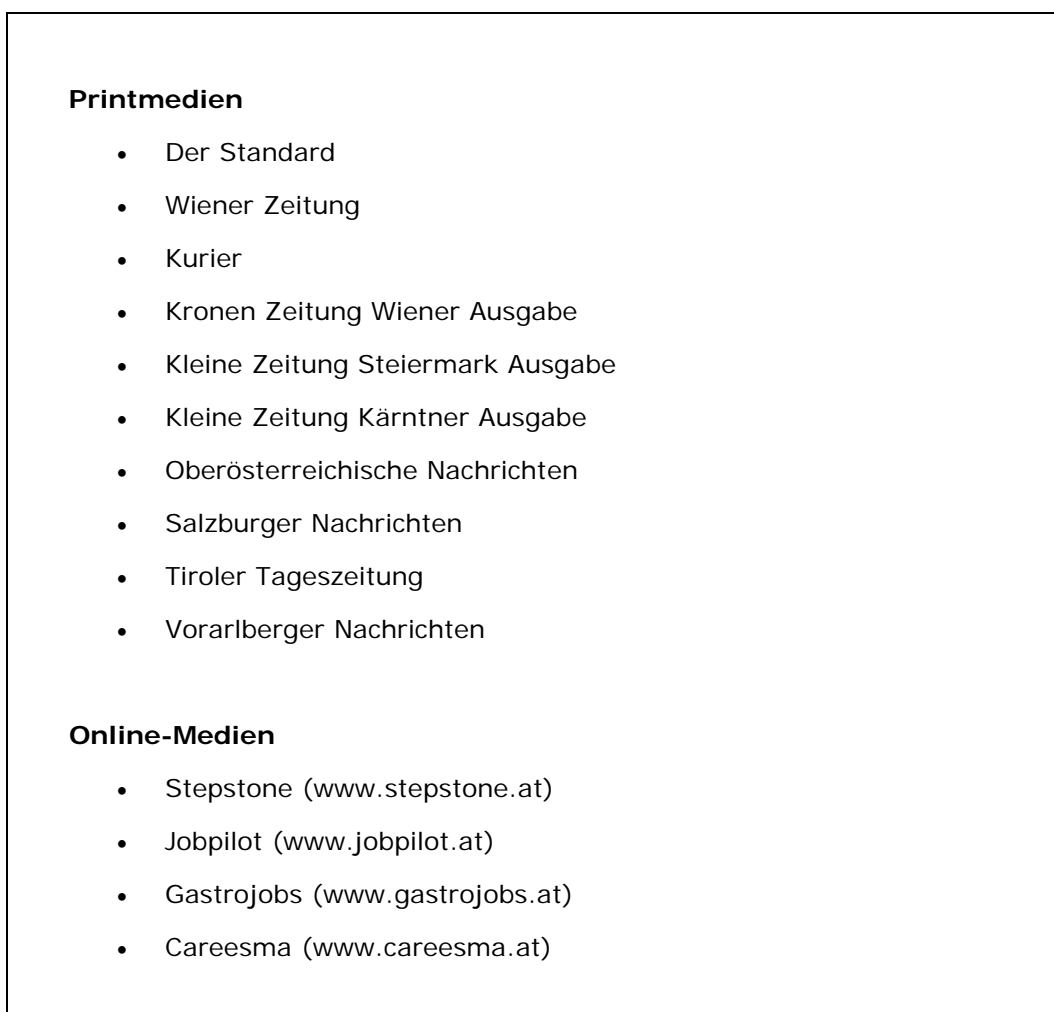 Printmedien
• Der Standard
• Wiener Zeitung
• Kurier
• Kronen Zeitung Wiener Ausgabe
• Kleine Zeitung Steiermark Ausgabe
• Kleine Zeitung Kärntner Ausgabe
• Oberösterreichische Nachrichten
• Salzburger Nachrichten
• Tiroler Tageszeitung
• Vorarlberger Nachrichten
Online-Medien
• Stepstone (www.stepstone.at)
• Jobpilot (www.jobpilot.at)
• Gastrojobs (www.gastrojobs.at)
• Careesma (www.careesma.at)